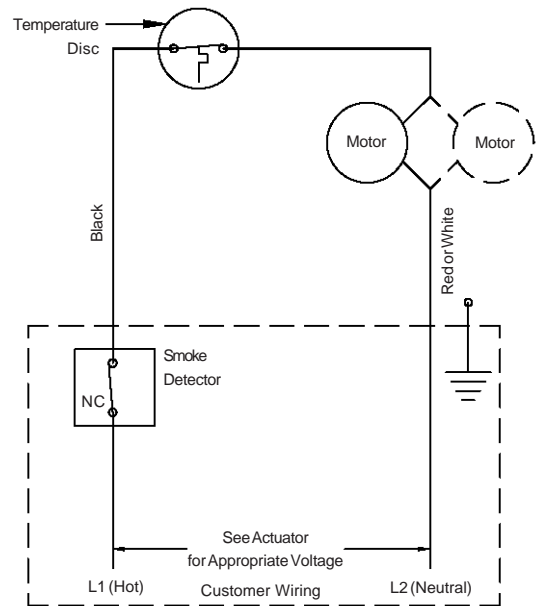 Temperature
Disc
Motor
Motor
Black
Red or White
Smoke
Detector
NC
See Actuator
for Appropriate Voltage
L1 (Hot)
Customer Wiring
L2 (Neutral)